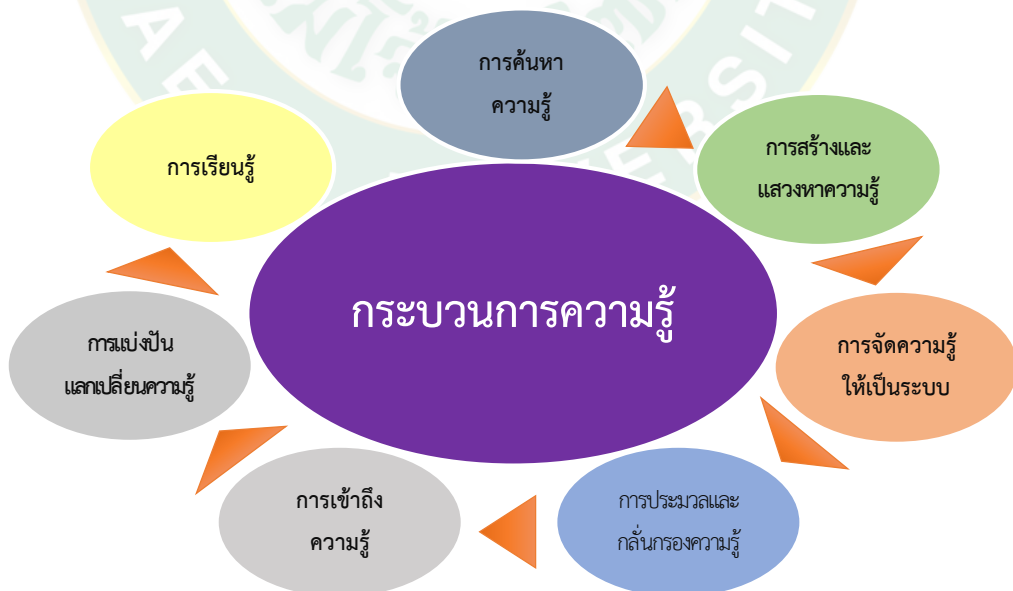 การค้นหา
ความรู้
การสร้างและ
แสวงหาความรู้
การจัดความรู้
ให้เป็นระบบ
การประมวลและ
กลั่นกรองความรู้
การเข้าถึง
ความรู้
การแบ่งปัน
แลกเปลี่ยนความรู้
การเรียนรู้
กระบวนการความรู้